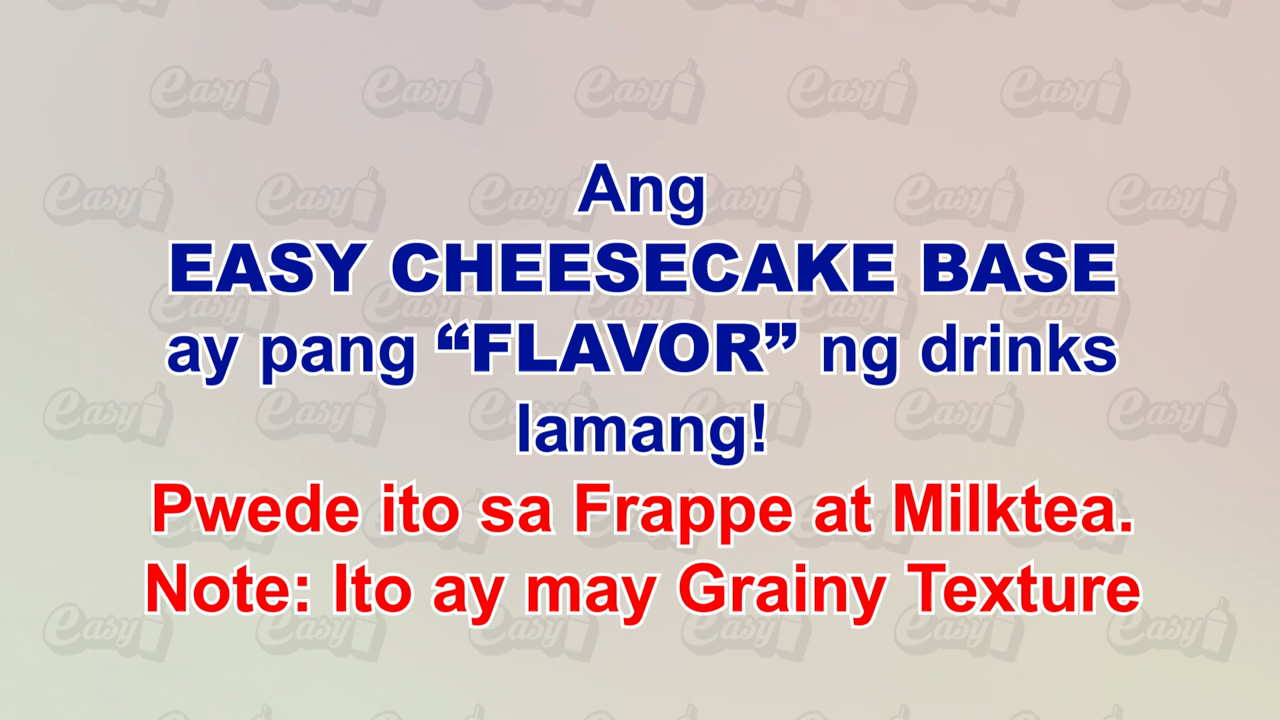 Ang
EASY CHEESECAKE BASE
ay pang “FLAVOR” ng drinks
lamang!
Pwede ito sa Frappe at Milktea.
Note: Ito ay may Grainy Texture
easy